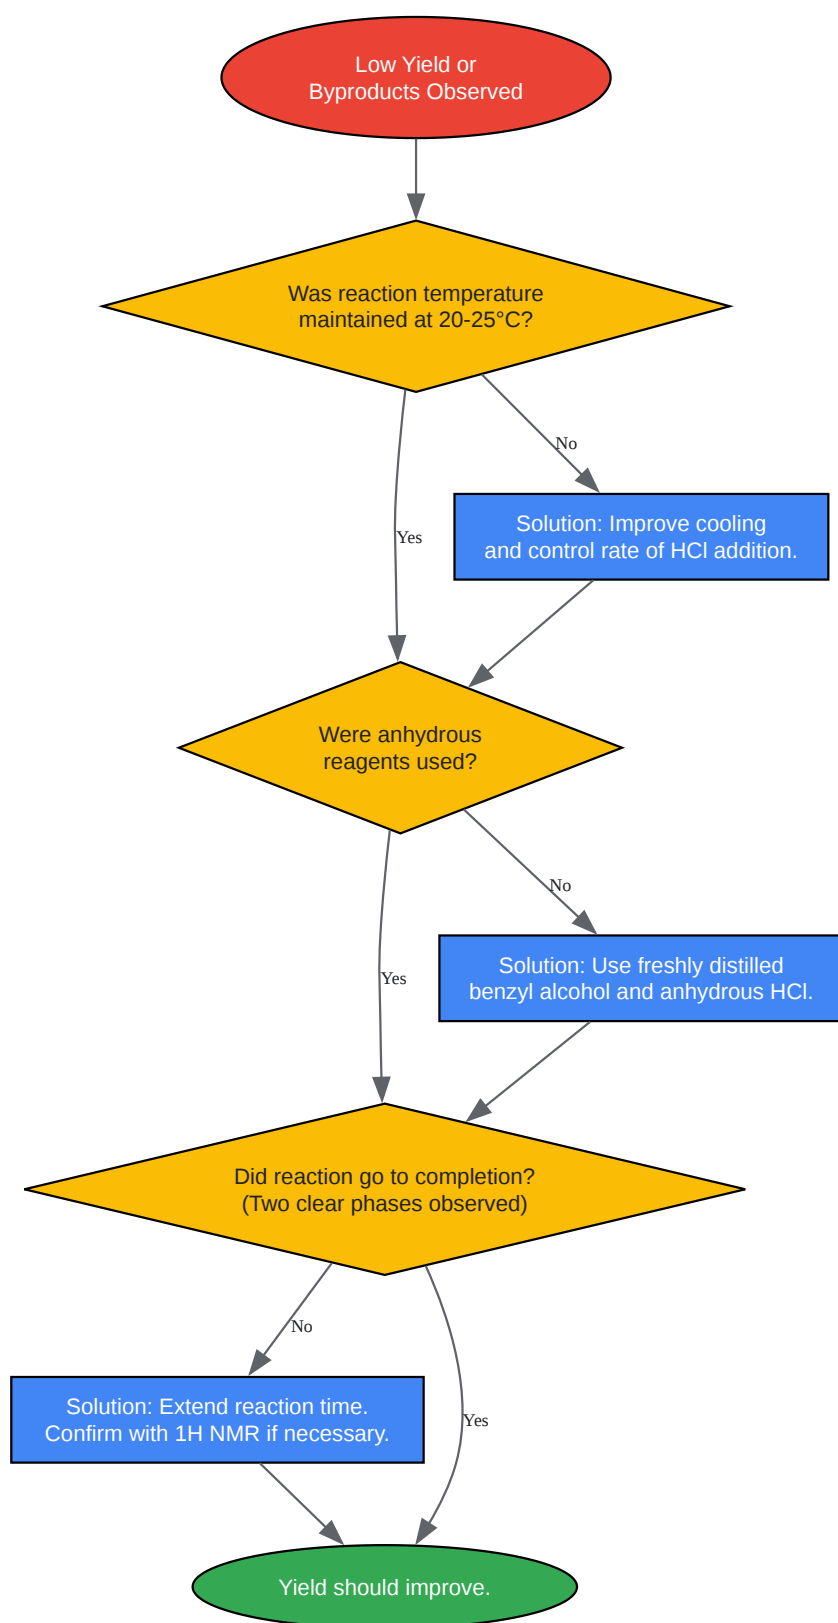 Low Yield or
Byproducts Observed
Was reaction temperature
maintained at 20-25°C?
No
Solution: Improve cooling
and control rate of HCl addition.
Yes
Were anhydrous
reagents used?
No
Solution: Use freshly distilled
benzyl alcohol and anhydrous HCl.
Yes
Did reaction go to completion?
(Two clear phases observed)
No
Solution: Extend reaction time.
Confirm with 1H NMR if necessary.
Yes
Yield should improve.